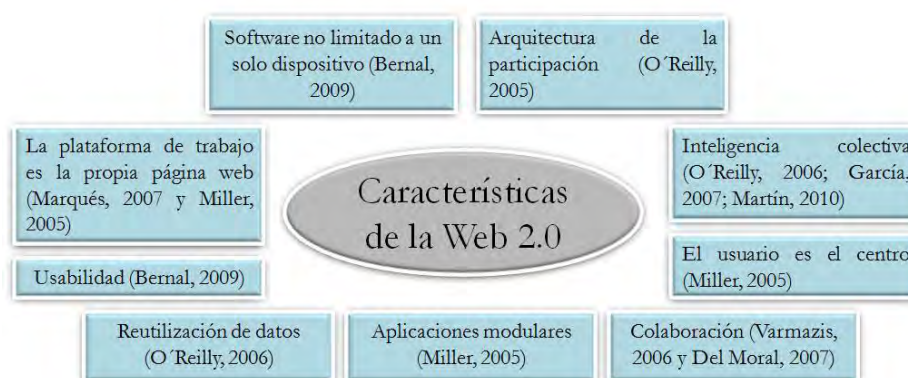 Software no limitado a un
solo dispositivo (Bernal,
2009)
Arquitectura de la
participación (O´Reilly,
2005)
La plataforma de trabajo
es la propia página web
(Marqués, 2007 y Miller,
2005)
Características
de la Web 2.0
Inteligencia colectiva
(O´Reilly, 2006; García,
2007; Martín, 2010)
Usabilidad (Bernal, 2009)
El usuario es el centro
(Miller, 2005)
Reutilización de datos
(O´Reilly, 2006)
Aplicaciones modulares
(Miller, 2005)
Colaboración (Varmazis,
2006 y Del Moral, 2007)